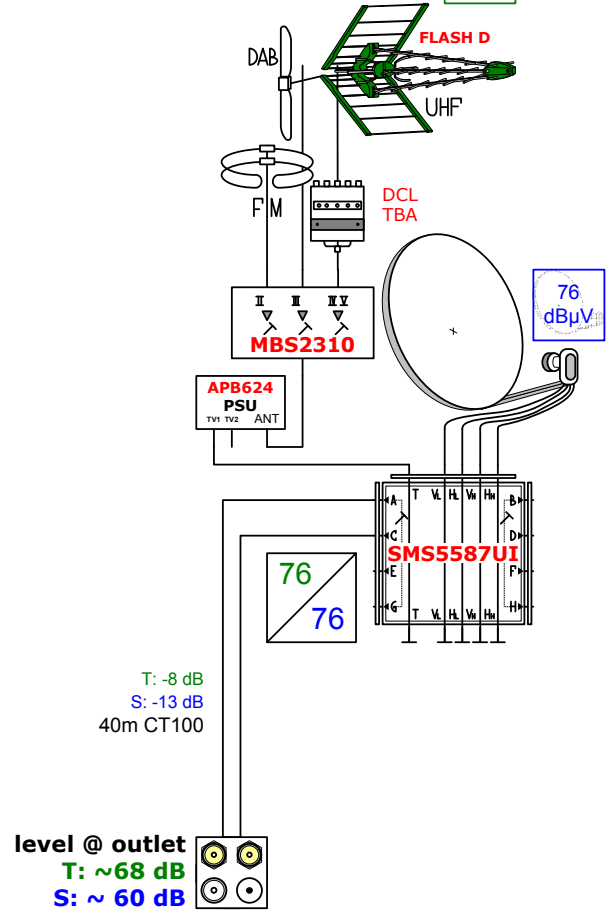 FLASH D
DAB
UHF
FM
DCL
TBA
76
dBµV
II III IV V
MBS2310
APB624
PSU
TV1 TV2 ANT
T VL HL VH HH
A B
C D
SMS5587UI
E F
G H
T VL HL VH HH
76
76
T: -8 dB
S: -13 dB
40m CT100
level @ outlet
T: ~68 dB
S: ~ 60 dB